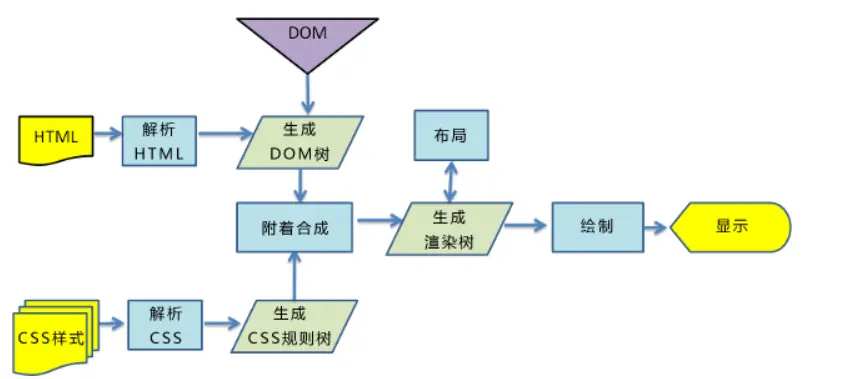 DOM
HTML
解析
HTML
生成
DOM树
布局
附着合成
生成
渲染树
绘制
显示
CSS样式
解析
CSS
生成
CSS规则树